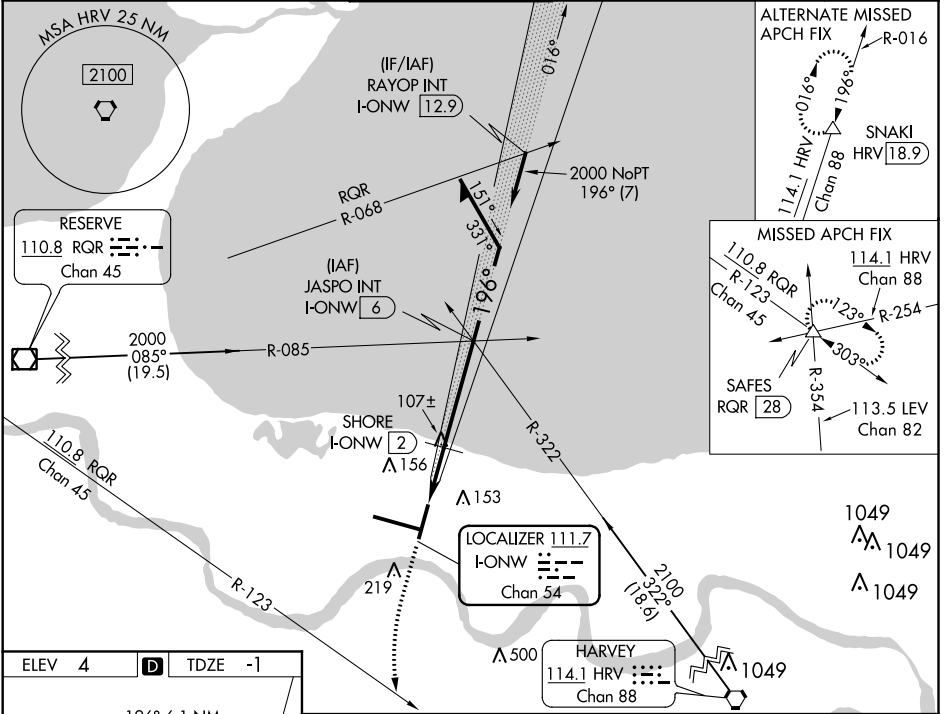 MSA HRV 25 NM
2100
(IF/IAF)
RAYOP INT
I-ONW 12.9
016°
2000 NoPT
196° (7)
RQR
R-068
151°
331°
196°
RESERVE
110.8 RQR
Chan 45
(IAF)
JASPO INT
I-ONW 6
2000
085°
(19.5)
R-085
107±
SHORE
I-ONW 2
156
153
R-322
110.8 RQR
Chan 45
R-123
219
LOCALIZER 111.7
I-ONW
Chan 54
2100
322°
(18.6)
500
HARVEY
114.1 HRV
Chan 88
1049
1049
1049
1049
ALTERNATE MISSED
APCH FIX
R-016
016°
196°
SNAKI
HRV 18.9
114.1 HRV
Chan 88
MISSED APCH FIX
110.8 RQR
R-123
Chan 45
114.1 HRV
Chan 88
R-254
123°
303°
SAFES
RQR 28
R-354
113.5 LEV
Chan 82
ELEV 4 D TDZE -1